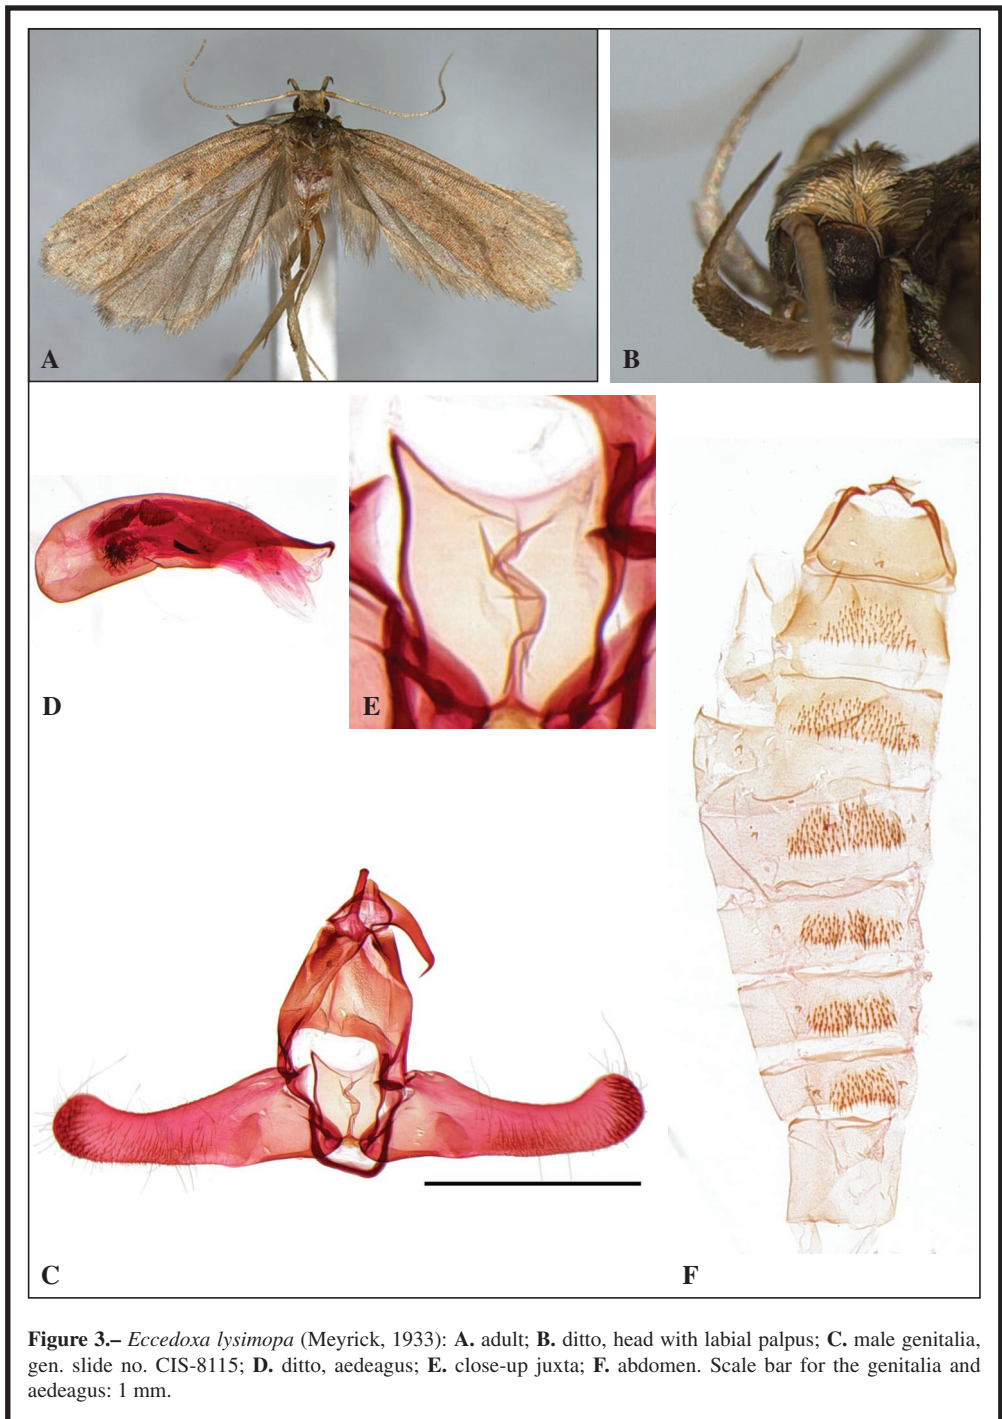 A
B
D
E
C
F
Figure 3.– Eccedoxa lysimopa (Meyrick, 1933): A. adult; B. ditto, head with labial palpus; C. male genitalia,
gen. slide no. CIS-8115; D. ditto, aedeagus; E. close-up juxta; F. abdomen. Scale bar for the genitalia and
aedeagus: 1 mm.